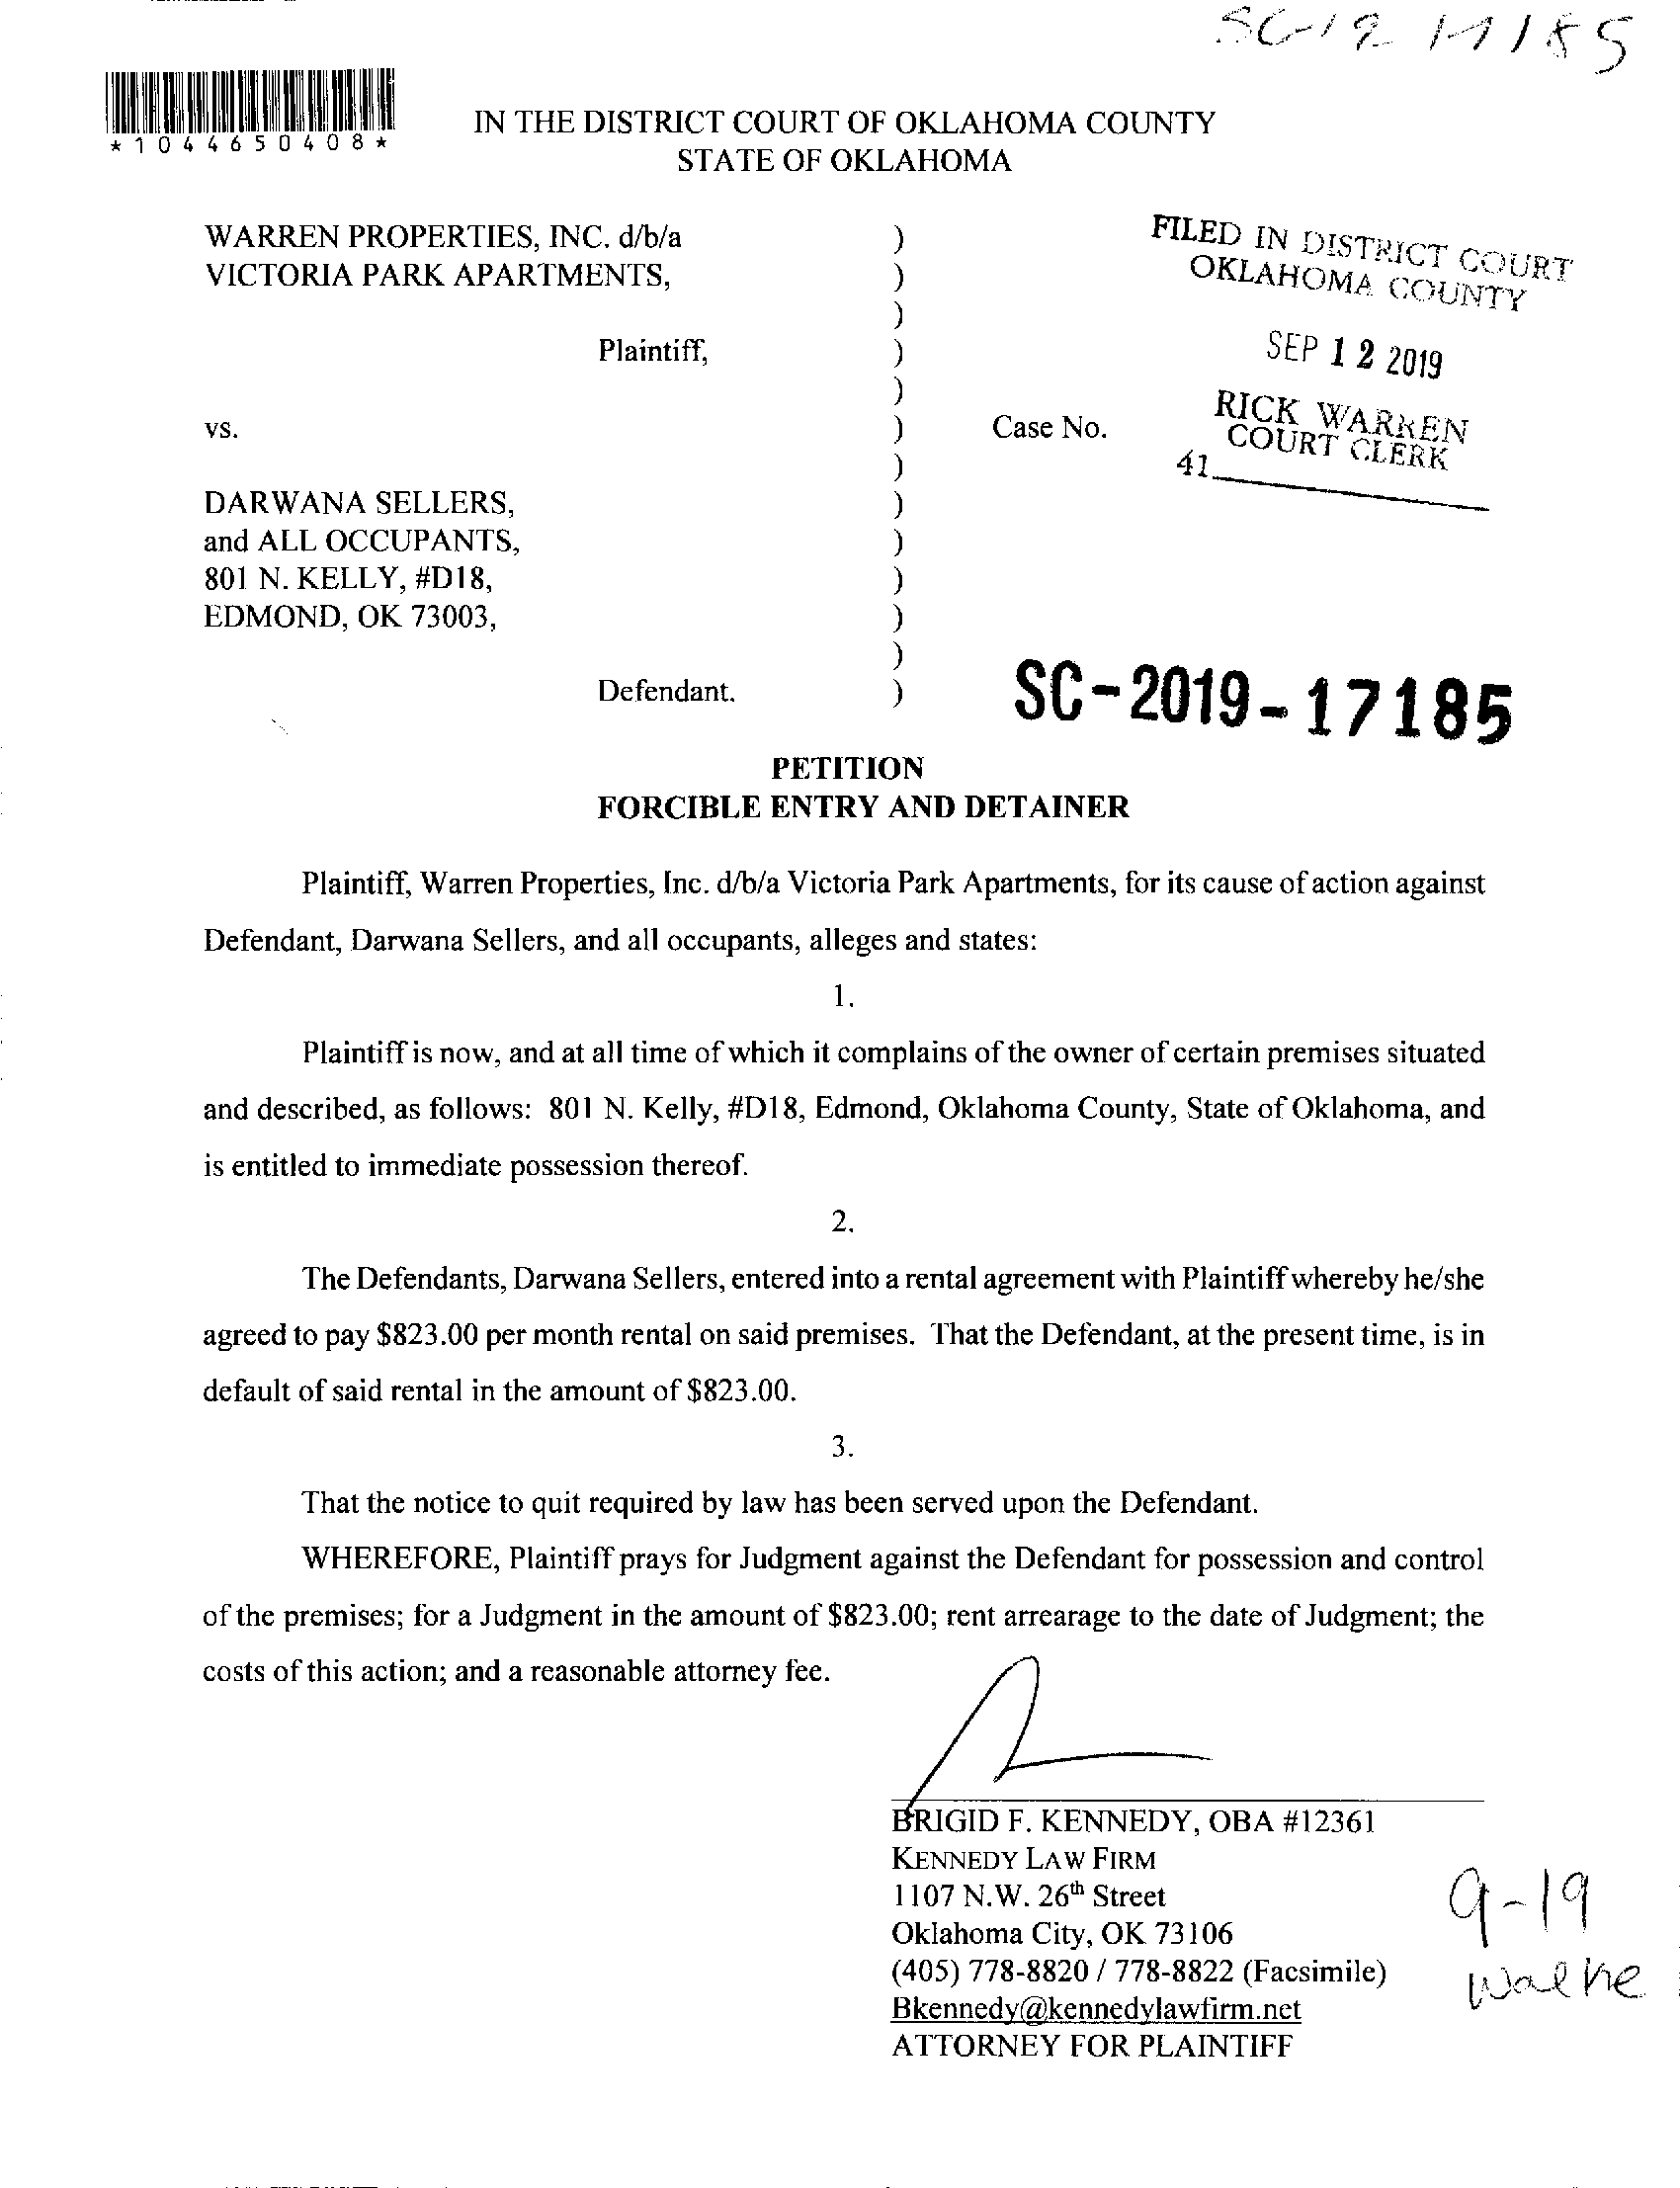 SC-19 17185
*1044650408*
IN THE DISTRICT COURT OF OKLAHOMA COUNTY
STATE OF OKLAHOMA
WARREN PROPERTIES, INC. d/b/a )
VICTORIA PARK APARTMENTS, )
)
Plaintiff, )
)
vs. ) Case No.
)
DARWANA SELLERS, )
and ALL OCCUPANTS, )
801 N. KELLY, #D18, )
EDMOND, OK 73003, )
)
Defendant. )
FILED IN DISTRICT COURT
OKLAHOMA COUNTY
SEP 12 2019
RICK WARREN
COURT CLERK
41
SC-2019-17185
PETITION
FORCIBLE ENTRY AND DETAINER
Plaintiff, Warren Properties, Inc. d/b/a Victoria Park Apartments, for its cause of action against
Defendant, Darwana Sellers, and all occupants, alleges and states:
1.
Plaintiff is now, and at all time of which it complains of the owner of certain premises situated
and described, as follows: 801 N. Kelly, #D18, Edmond, Oklahoma County, State of Oklahoma, and
is entitled to immediate possession thereof.
2.
The Defendants, Darwana Sellers, entered into a rental agreement with Plaintiff whereby he/she
agreed to pay $823.00 per month rental on said premises. That the Defendant, at the present time, is in
default of said rental in the amount of $823.00.
3.
That the notice to quit required by law has been served upon the Defendant.
WHEREFORE, Plaintiff prays for Judgment against the Defendant for possession and control
of the premises; for a Judgment in the amount of $823.00; rent arrearage to the date of Judgment; the
costs of this action; and a reasonable attorney fee.
BRIGID F. KENNEDY, OBA #12361
KENNEDY LAW FIRM
1107 N.W. 26th Street
Oklahoma City, OK 73106
(405) 778-8820 / 778-8822 (Facsimile)
Bkennedy@kennedylawfirm.net
ATTORNEY FOR PLAINTIFF
9-19